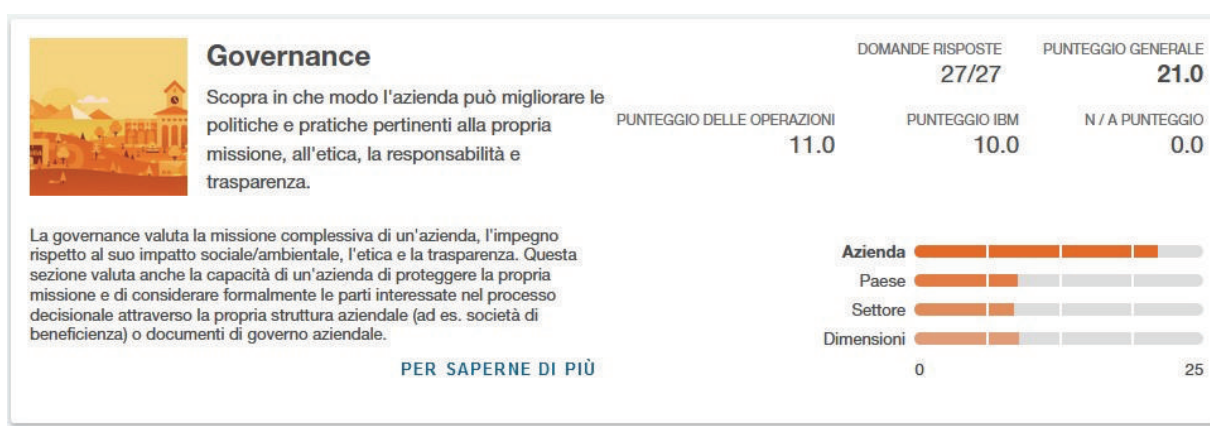 Governance
Scopra in che modo l'azienda può migliorare le
politiche e pratiche pertinenti alla propria
missione, all'etica, la responsabilità e
trasparenza.
DOMANDE RISPOSTE
27/27
PUNTEGGIO GENERALE
21.0
PUNTEGGIO DELLE OPERAZIONI
11.0
PUNTEGGIO IBM
10.0
N / A PUNTEGGIO
0.0
La governance valuta la missione complessiva di un'azienda, l'impegno
rispetto al suo impatto sociale/ambientale, l'etica e la trasparenza. Questa
sezione valuta anche la capacità di un'azienda di proteggere la propria
missione e di considerare formalmente le parti interessate nel processo
decisionale attraverso la propria struttura aziendale (ad es. società di
beneficienza) o documenti di governo aziendale.
PER SAPERNE DI PIÙ
Azienda
Paese
Settore
Dimensioni
0
25